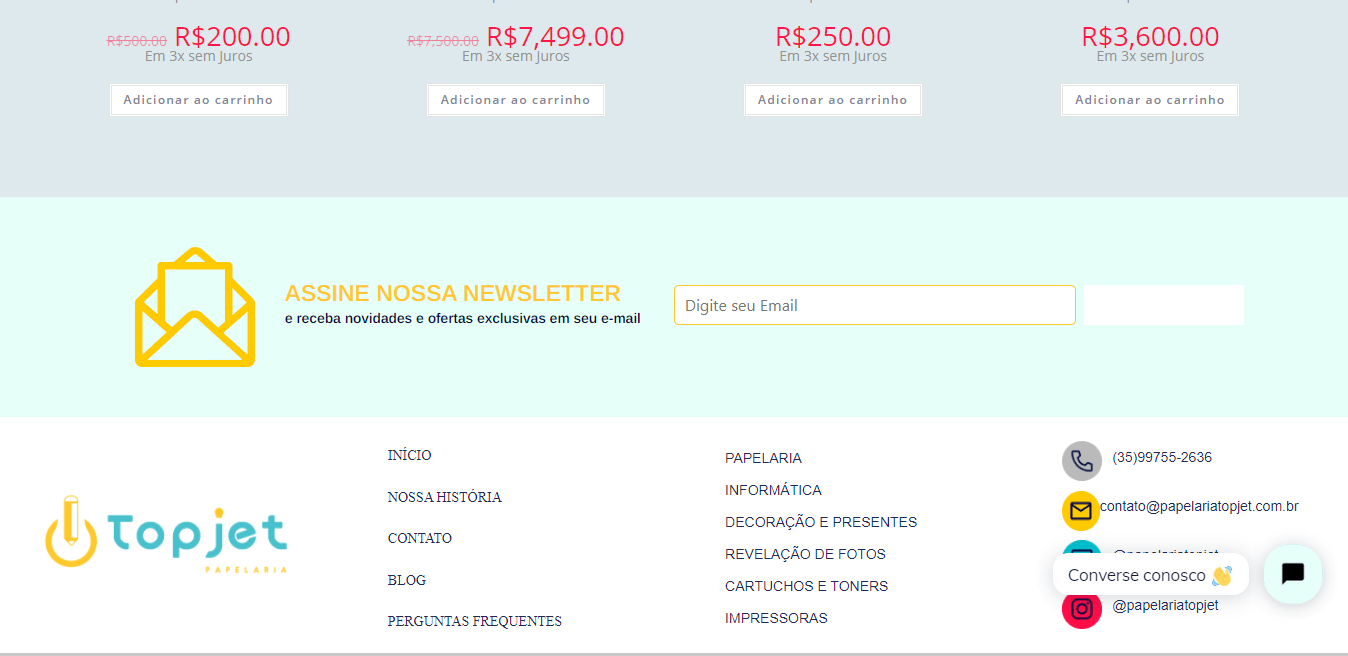 R$500.00 R$200.00
Em 3x sem Juros
Adicionar ao carrinho
R$7,500.00 R$7,499.00
Em 3x sem Juros
Adicionar ao carrinho
R$250.00
Em 3x sem Juros
Adicionar ao carrinho
R$3,600.00
Em 3x sem Juros
Adicionar ao carrinho
ASSINE NOSSA NEWSLETTER
e receba novidades e ofertas exclusivas em seu e-mail
Digite seu Email
Topjet
PAPELARIA
INÍCIO
NOSSA HISTÓRIA
CONTATO
BLOG
PERGUNTAS FREQUENTES
PAPELARIA
INFORMÁTICA
DECORAÇÃO E PRESENTES
REVELAÇÃO DE FOTOS
CARTUCHOS E TONERS
IMPRESSORAS
(35)99755-2636
contato@papelariatopjet.com.br
@papelariatopjet
Converse conosco 👋
@papelariatopjet